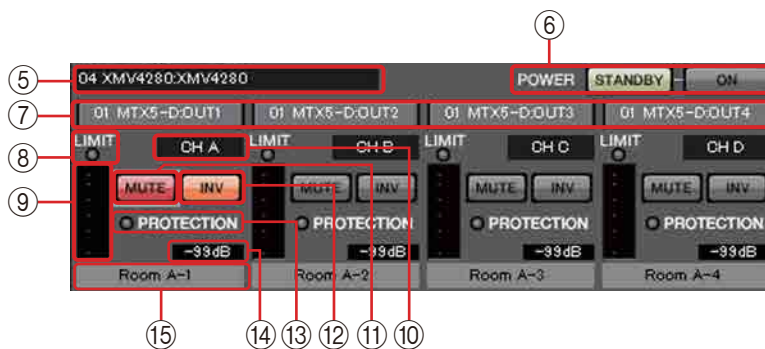 ⑥
⑤ 04 XMV4280:XMV4280 POWER STANDBY ON
⑦ 01 MTX5-D:OUT1 01 MTX5-D:OUT2 01 MTX5-D:OUT3 01 MTX5-D:OUT4
⑧ LIMIT CH A LIMIT CH B LIMIT CH C LIMIT CH D
⑨ MUTE INV MUTE INV MUTE INV MUTE INV
PROTECTION PROTECTION PROTECTION PROTECTION
-99dB -99dB -99dB -99dB
Room A-1 Room A-2 Room A-3 Room A-4
⑮ ⑭ ⑬ ⑫ ⑪ ⑩